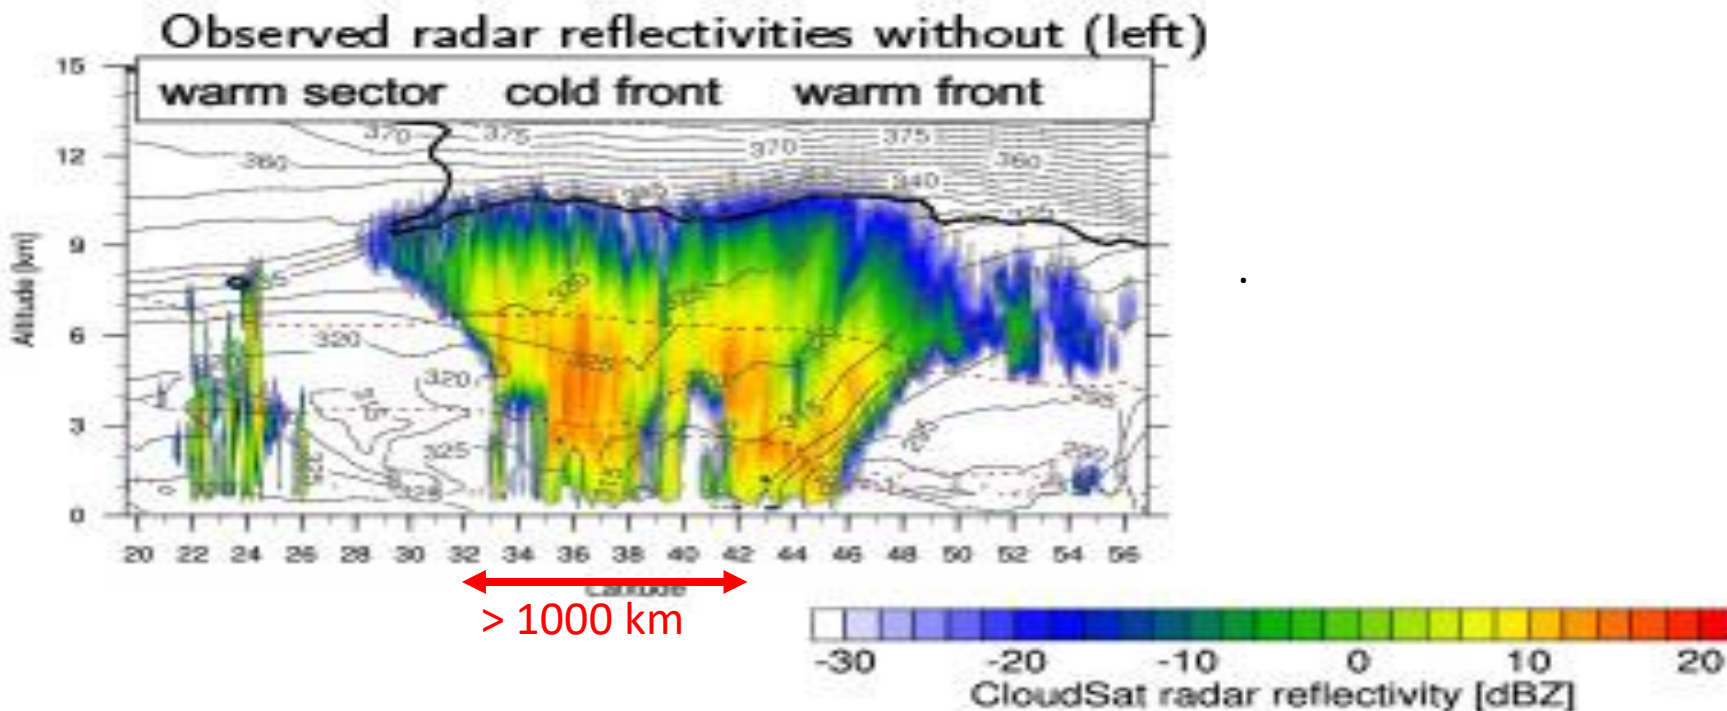 Observed radar reflectivities without (left)
15
warm sector cold front warm front
370 375 370 375
360 360
12
340
9
Altitude [km]
6
320
325
320
3
325
295
0
20 22 24 26 28 30 32 34 36 38 40 42 44 46 48 50 52 54 56
Latitude
> 1000 km
-30 -20 -10 0 10 20
CloudSat radar reflectivity [dBZ]